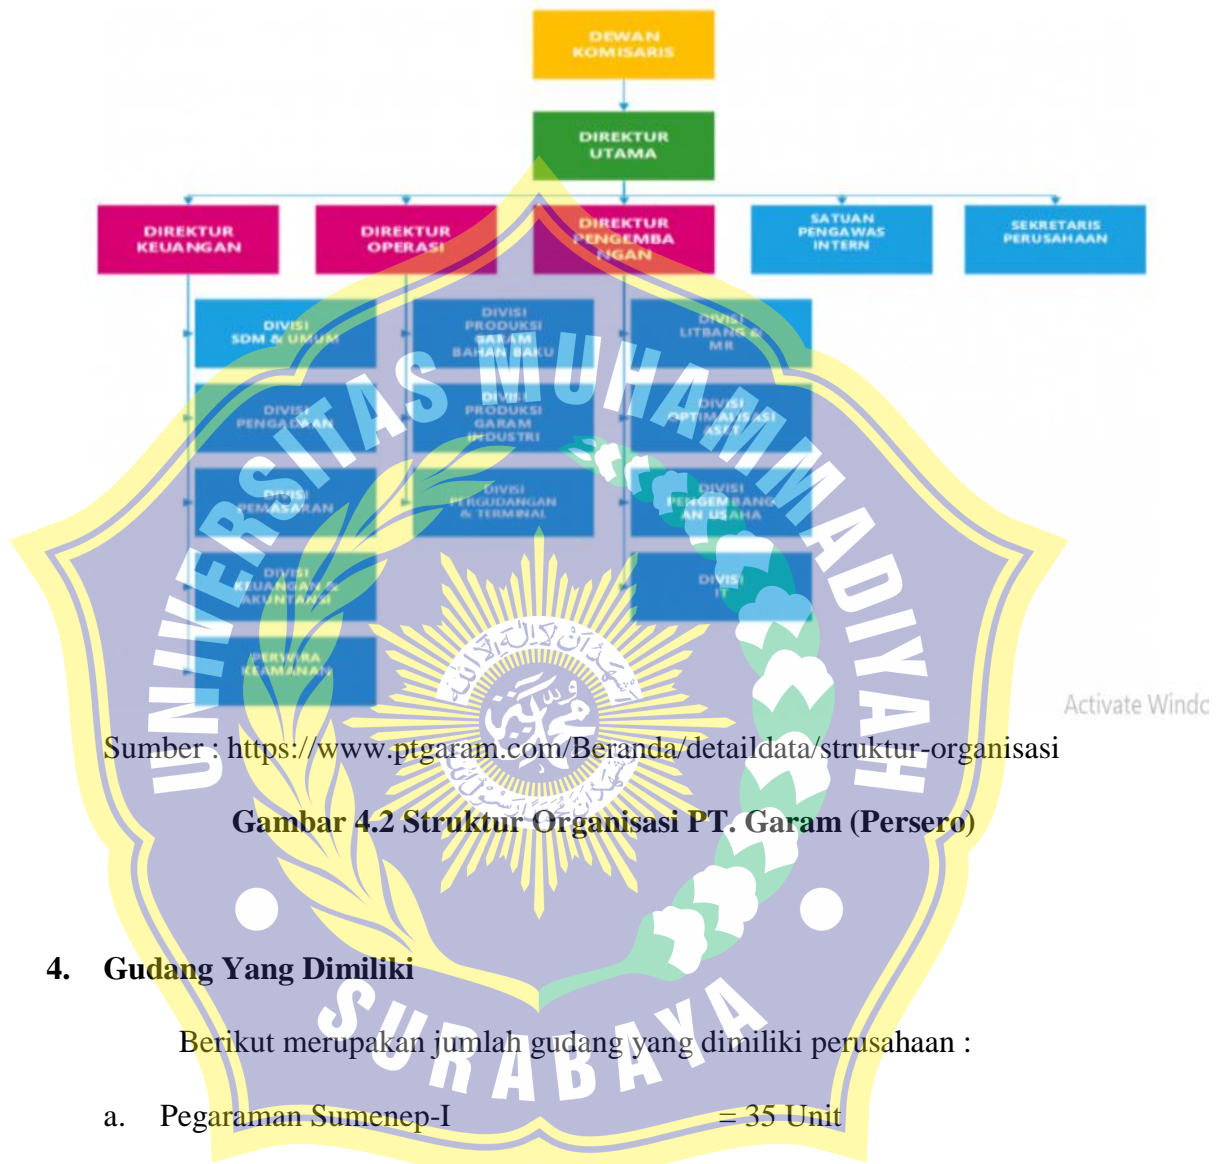 DEWAN
KOMISARIS
DIREKTUR
UTAMA
DIREKTUR
KEUANGAN
DIREKTUR
OPERASI
DIREKTUR
PENGEMBA
NGAN
SATUAN
PENGAWAS
INTERN
SEKRETARIS
PERUSAHAAN
DIVISI
SDM & UMUM
DIVISI
PRODUKSI
GARAM
BAHAN BAKU
DIVISI
LITBANG &
MR
DIVISI
PENGADAAN
DIVISI
PRODUKSI
GARAM
INDUSTRI
DIVISI
OPTIMALISASI
ASET
DIVISI
PEMASARAN
DIVISI
PERGUDANGAN
& TERMINAL
DIVISI
PENGEMBANG
AN USAHA
DIVISI
KEUANGAN &
AKUNTANSI
DIVISI
IT
PERWIRA
KEAMANAN
UNIVERSITAS MUHAMMADIYAH
SURABAYA
Activate Windo
Sumber : https://www.ptgaram.com/Beranda/detaildata/struktur-organisasi
Gambar 4.2 Struktur Organisasi PT. Garam (Persero)
4. Gudang Yang Dimiliki
Berikut merupakan jumlah gudang yang dimiliki perusahaan :
a. Pegaraman Sumenep-I = 35 Unit